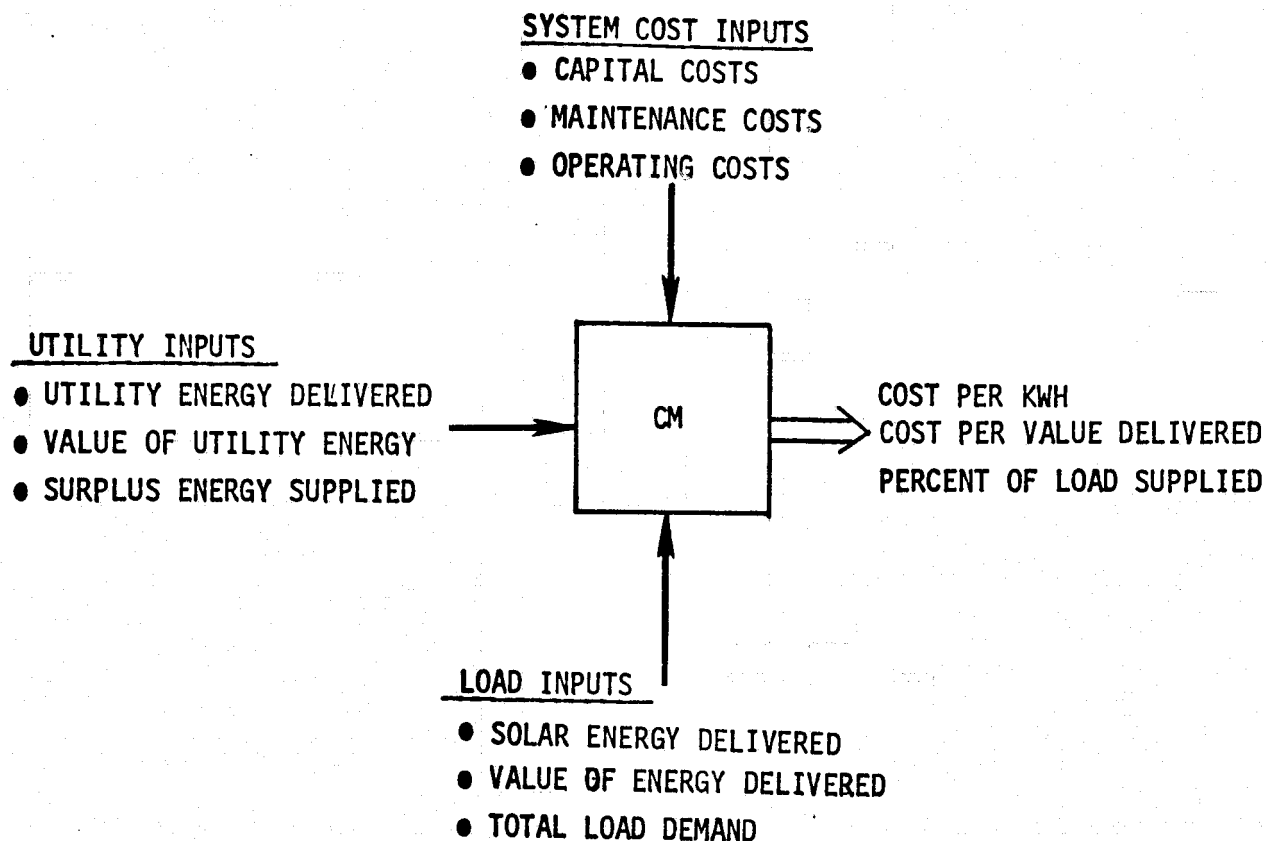 SYSTEM COST INPUTS
● CAPITAL COSTS
● MAINTENANCE COSTS
● OPERATING COSTS
UTILITY INPUTS
● UTILITY ENERGY DELIVERED
● VALUE OF UTILITY ENERGY
● SURPLUS ENERGY SUPPLIED
CM
COST PER KWH
COST PER VALUE DELIVERED
PERCENT OF LOAD SUPPLIED
LOAD INPUTS
● SOLAR ENERGY DELIVERED
● VALUE OF ENERGY DELIVERED
● TOTAL LOAD DEMAND